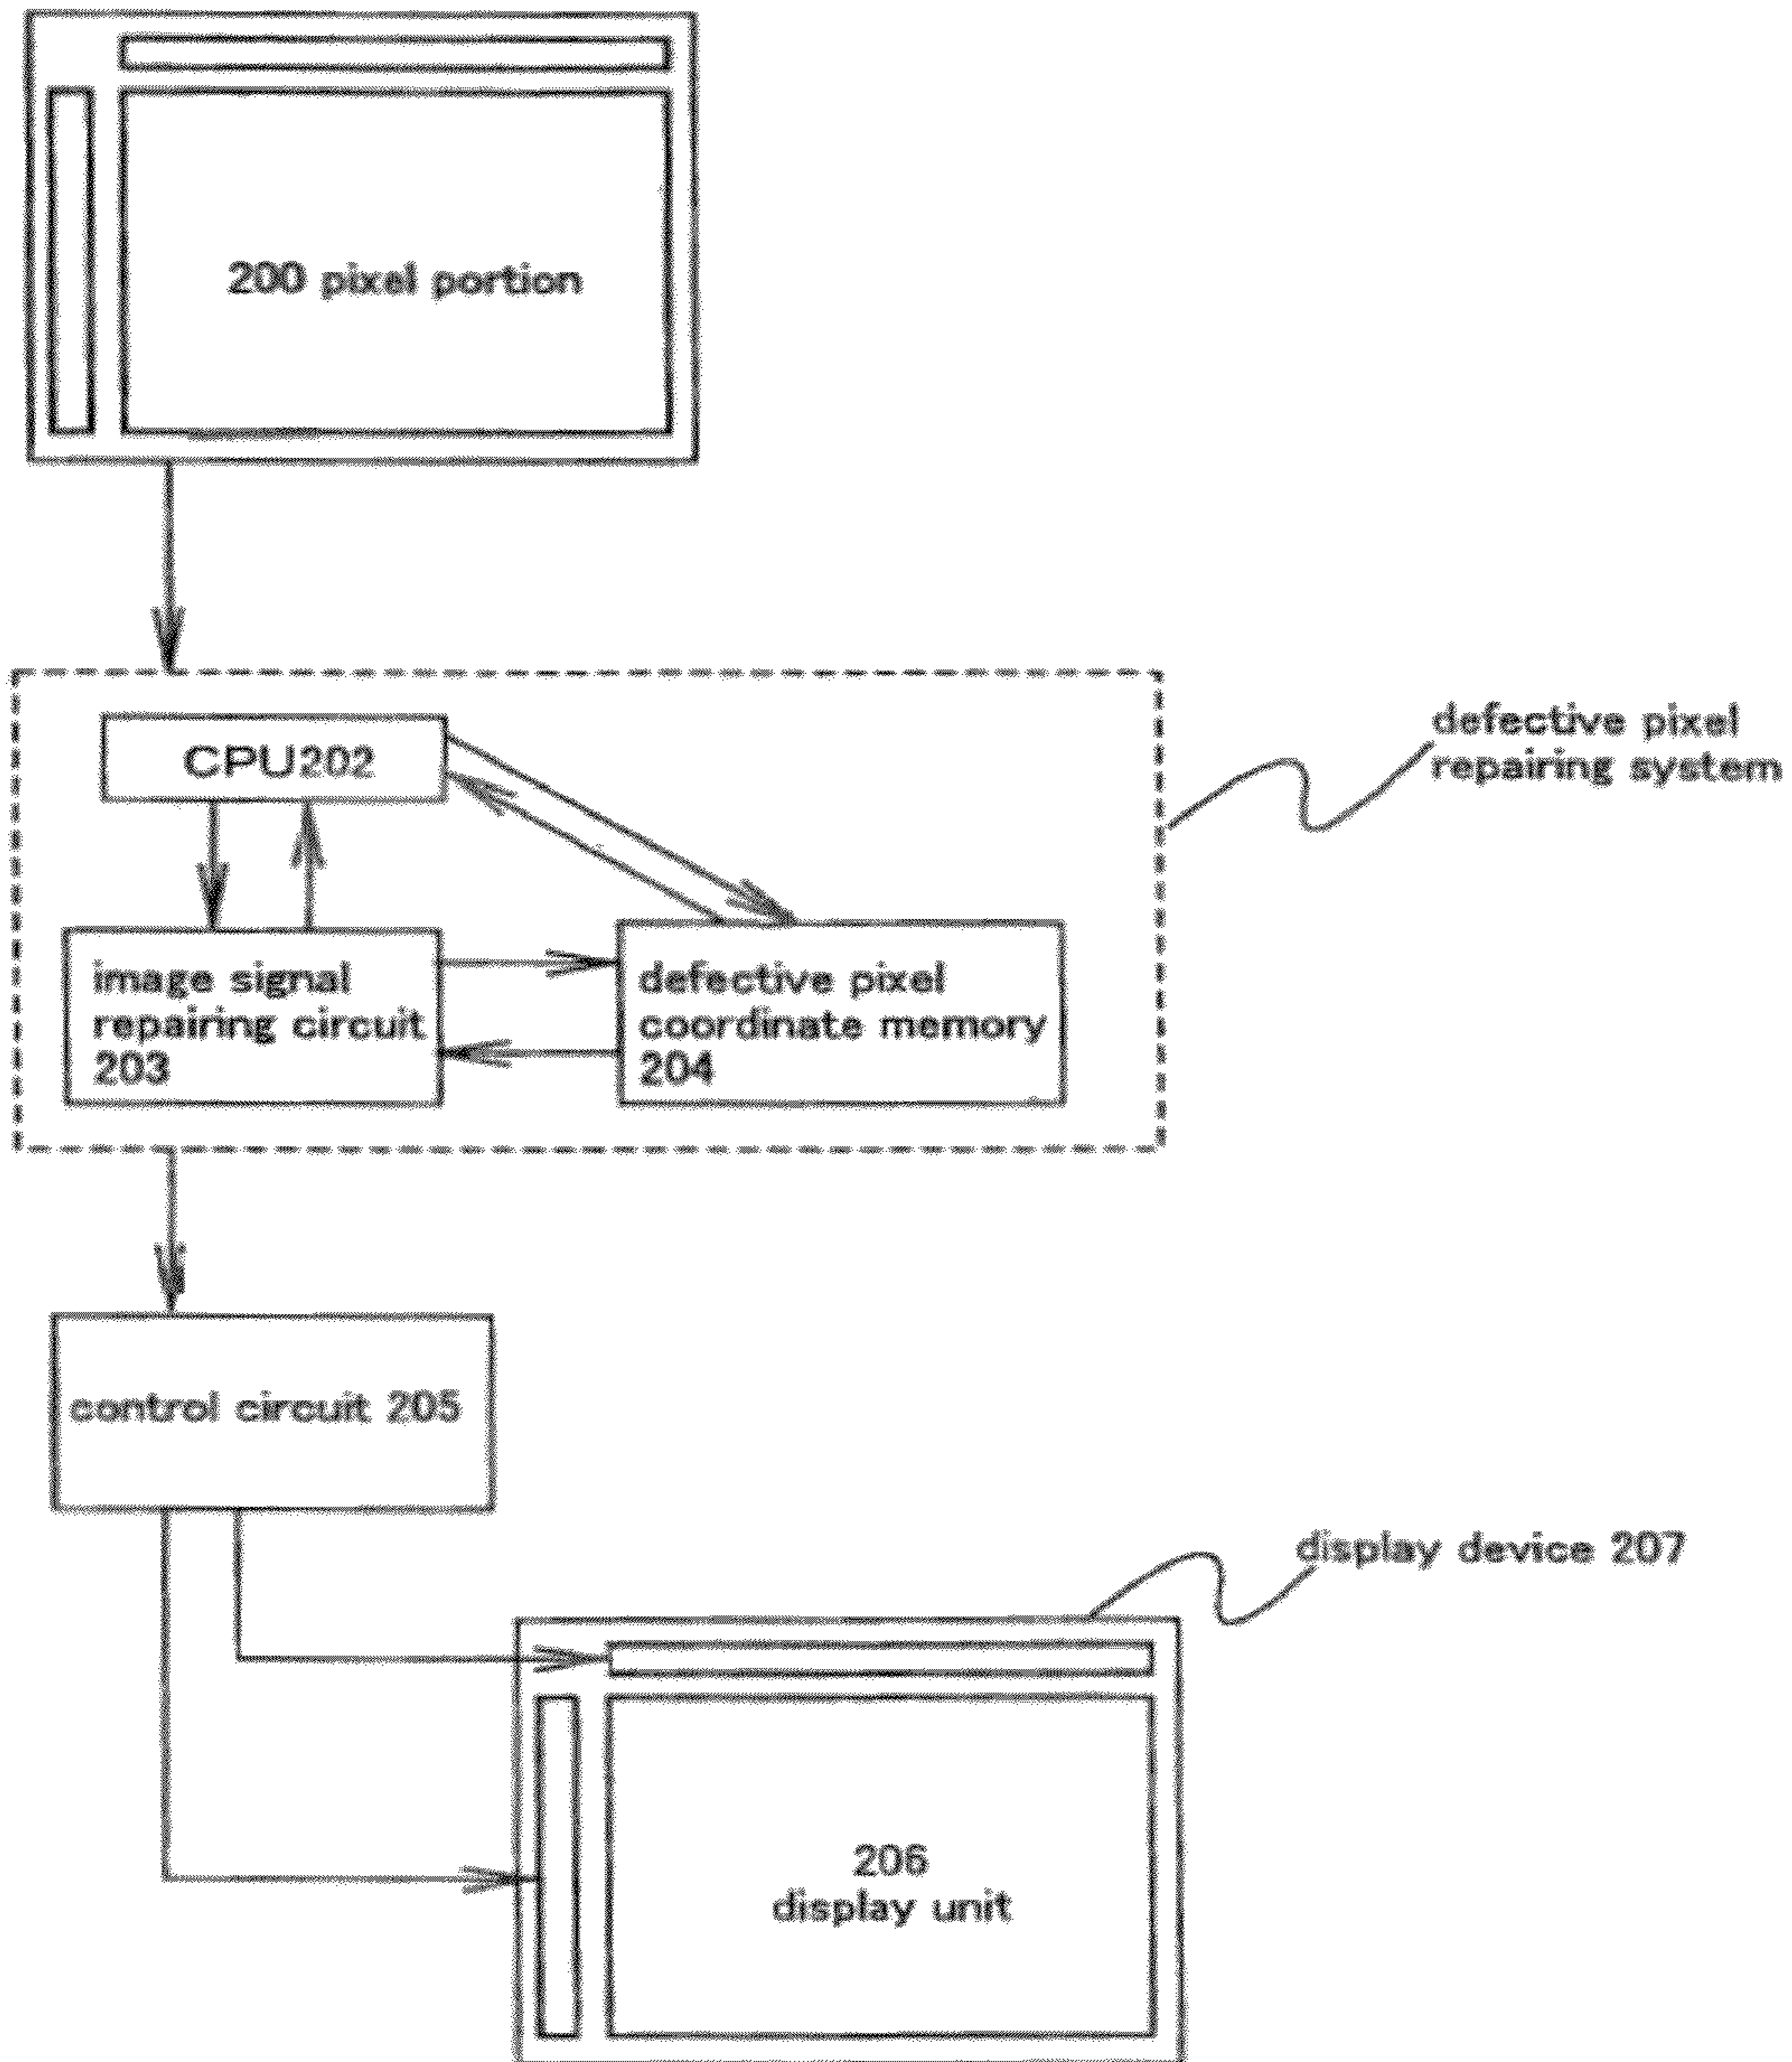 200 pixel portion
defective pixel
repairing system
CPU202
image signal
repairing circuit
203
defective pixel
coordinate memory
204
control circuit 205
display device 207
206
display unit